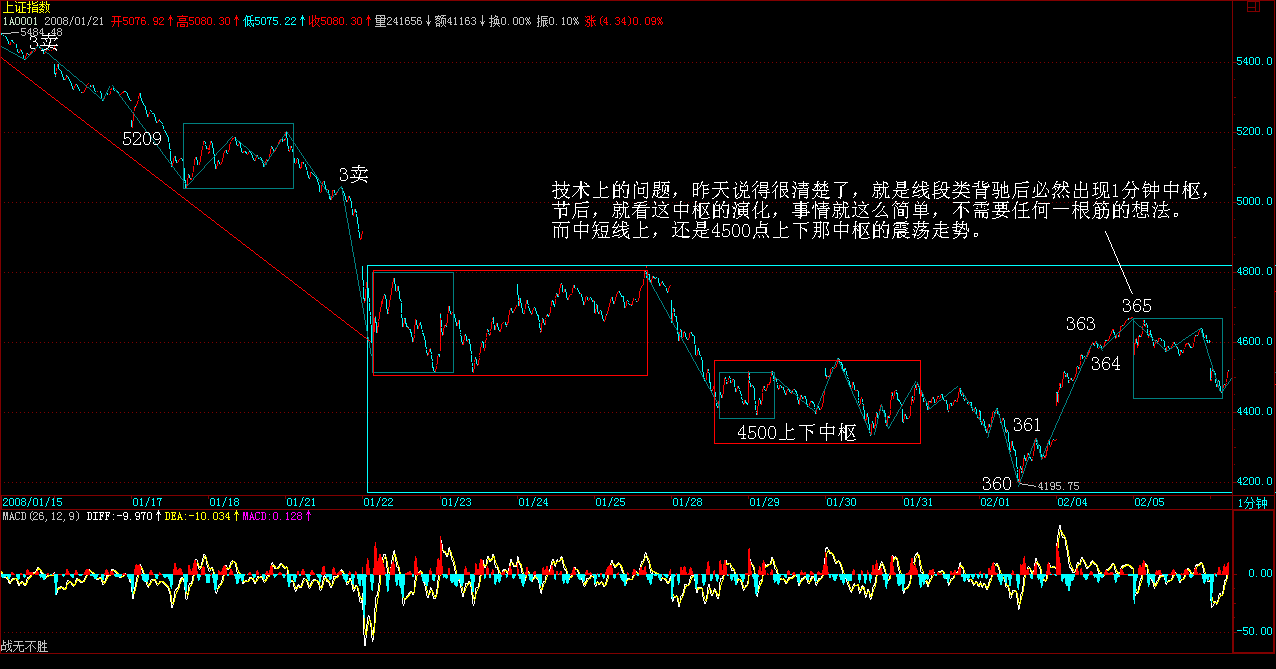 上证指数
1A0001 2008/01/21 开5078.92↑高5080.30↑低5075.22↑收5080.30↑量241656↓额41163↓换0.00% 振0.10% 涨(4.34)0.09%
5484.48
3卖
5400.0
5209
5200.0
3卖
技术上的问题，昨天说得很清楚了，就是线段类背驰后必然出现1分钟中枢，
节后，就看这中枢的演化，事情就这么简单，不需要任何一根筋的想法。
而中短线上，还是4500点上下那中枢的震荡走势。
5000.0
4800.0
365
363
4600.0
364
4400.0
361
4500上下中枢
360
4195.75
4200.0
2008/01/15 01/17 01/18 01/21 01/22 01/23 01/24 01/25 01/28 01/29 01/30 01/31 02/01 02/04 02/05 1分钟
MACD(26,12,9) DIFF:-9.970↑DEA:-10.034↑MACD:0.128↑
0.00
-50.00
战无不胜